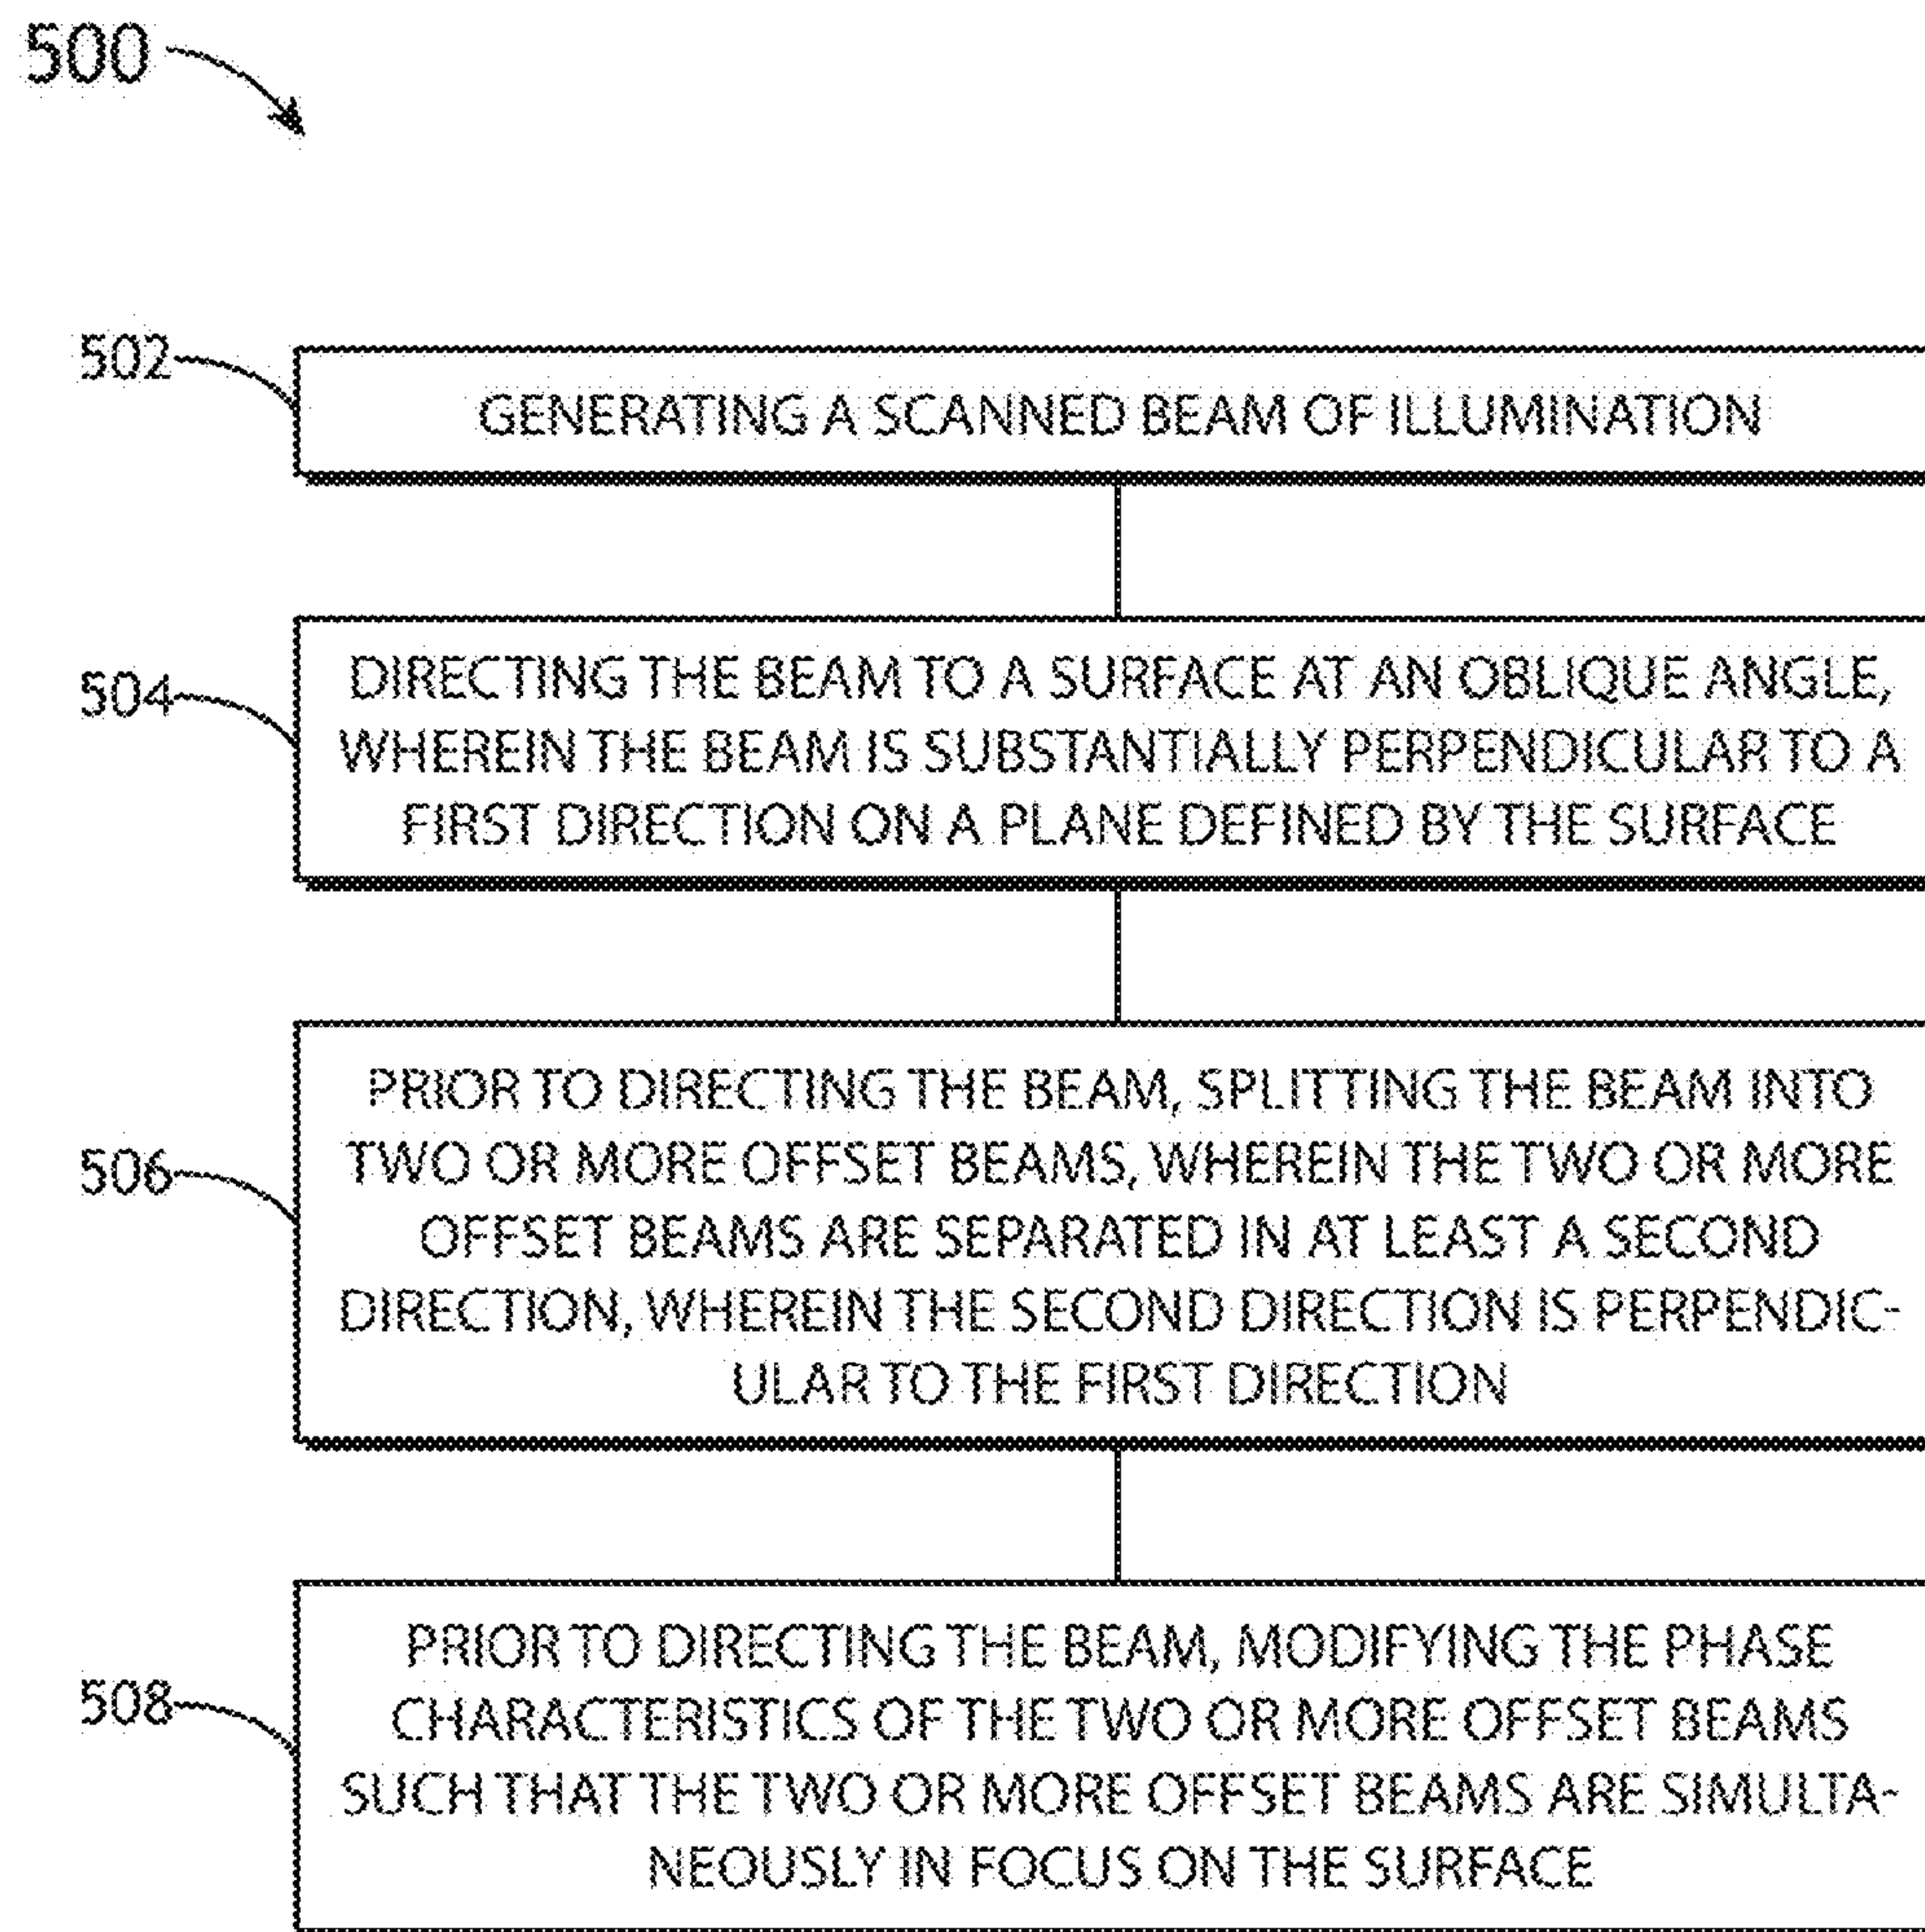 500
502
GENERATING A SCANNED BEAM OF ILLUMINATION
504
DIRECTING THE BEAM TO A SURFACE AT AN OBLIQUE ANGLE,
WHEREIN THE BEAM IS SUBSTANTIALLY PERPENDICULAR TO A
FIRST DIRECTION ON A PLANE DEFINED BY THE SURFACE
506
PRIOR TO DIRECTING THE BEAM, SPLITTING THE BEAM INTO
TWO OR MORE OFFSET BEAMS, WHEREIN THE TWO OR MORE
OFFSET BEAMS ARE SEPARATED IN AT LEAST A SECOND
DIRECTION, WHEREIN THE SECOND DIRECTION IS PERPENDIC-
ULAR TO THE FIRST DIRECTION
508
PRIOR TO DIRECTING THE BEAM, MODIFYING THE PHASE
CHARACTERISTICS OF THE TWO OR MORE OFFSET BEAMS
SUCH THAT THE TWO OR MORE OFFSET BEAMS ARE SIMULTA-
NEOUSLY IN FOCUS ON THE SURFACE